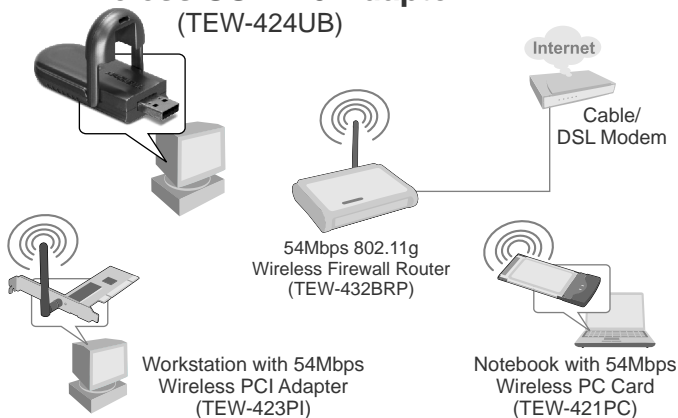 (TEW-424UB)
Internet
Cable/
DSL Modem
54Mbps 802.11g
Wireless Firewall Router
(TEW-432BRP)
Workstation with 54Mbps
Wireless PCI Adapter
(TEW-423PI)
Notebook with 54Mbps
Wireless PC Card
(TEW-421PC)